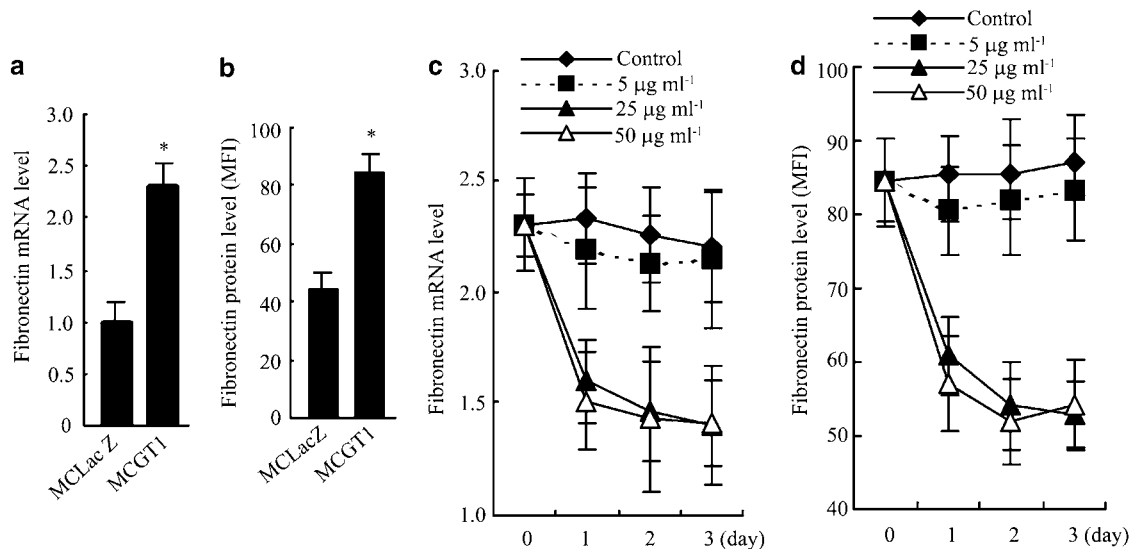 a
Fibronectin mRNA level
3.0
2.5
2.0
1.5
1.0
0.5
0
*
MCLac Z
MCGT1
b
Fibronectin protein level (MFI)
100
80
60
40
20
0
*
MCLacZ
MCGT1
c
Control
5 µg ml⁻¹
25 µg ml⁻¹
50 µg ml⁻¹
Fibronectin mRNA level
3.0
2.5
2.0
1.5
1.0
0 1 2 3 (day)
d
Control
5 µg ml⁻¹
25 µg ml⁻¹
50 µg ml⁻¹
Fibronectin protein level (MFI)
100
90
80
70
60
50
40
0 1 2 3 (day)